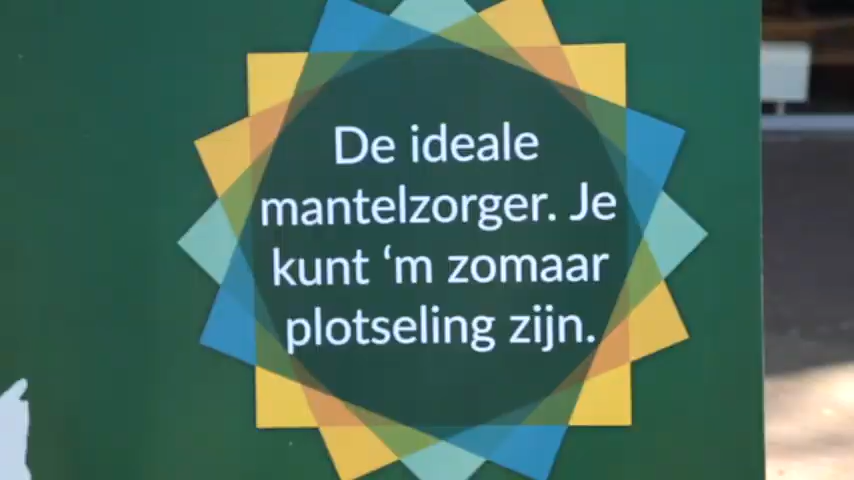 De ideale
mantelzorger. Je
kunt ‘m zomaar
plotseling zijn.